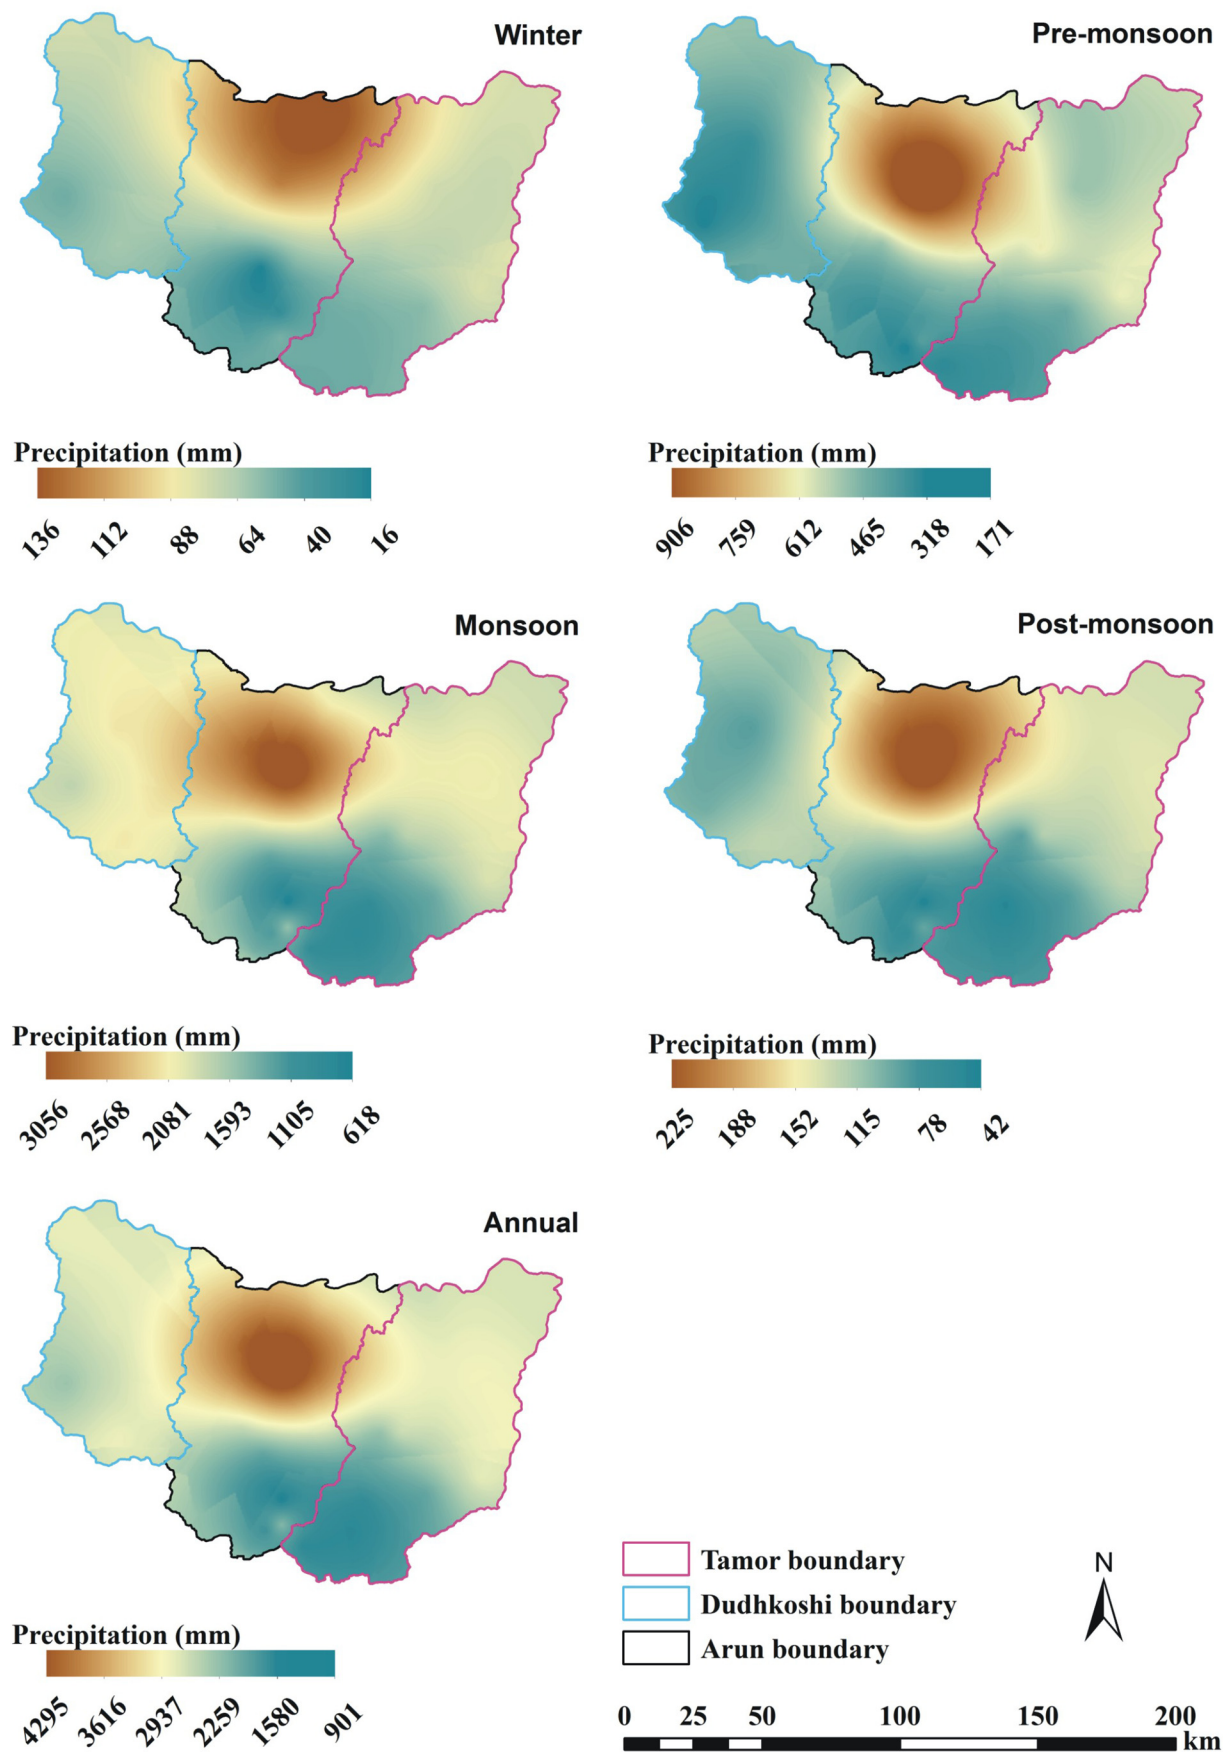 Winter
Precipitation (mm)
136 112 88 64 40 16
Pre-monsoon
Precipitation (mm)
906 759 612 465 318 171
Monsoon
Precipitation (mm)
3056 2568 2081 1593 1105 618
Post-monsoon
Precipitation (mm)
225 188 152 115 78 42
Annual
Precipitation (mm)
4295 3616 2937 2259 1580 901
Tamor boundary
Dudhkoshi boundary
Arun boundary
N
0 25 50 100 150 200
km